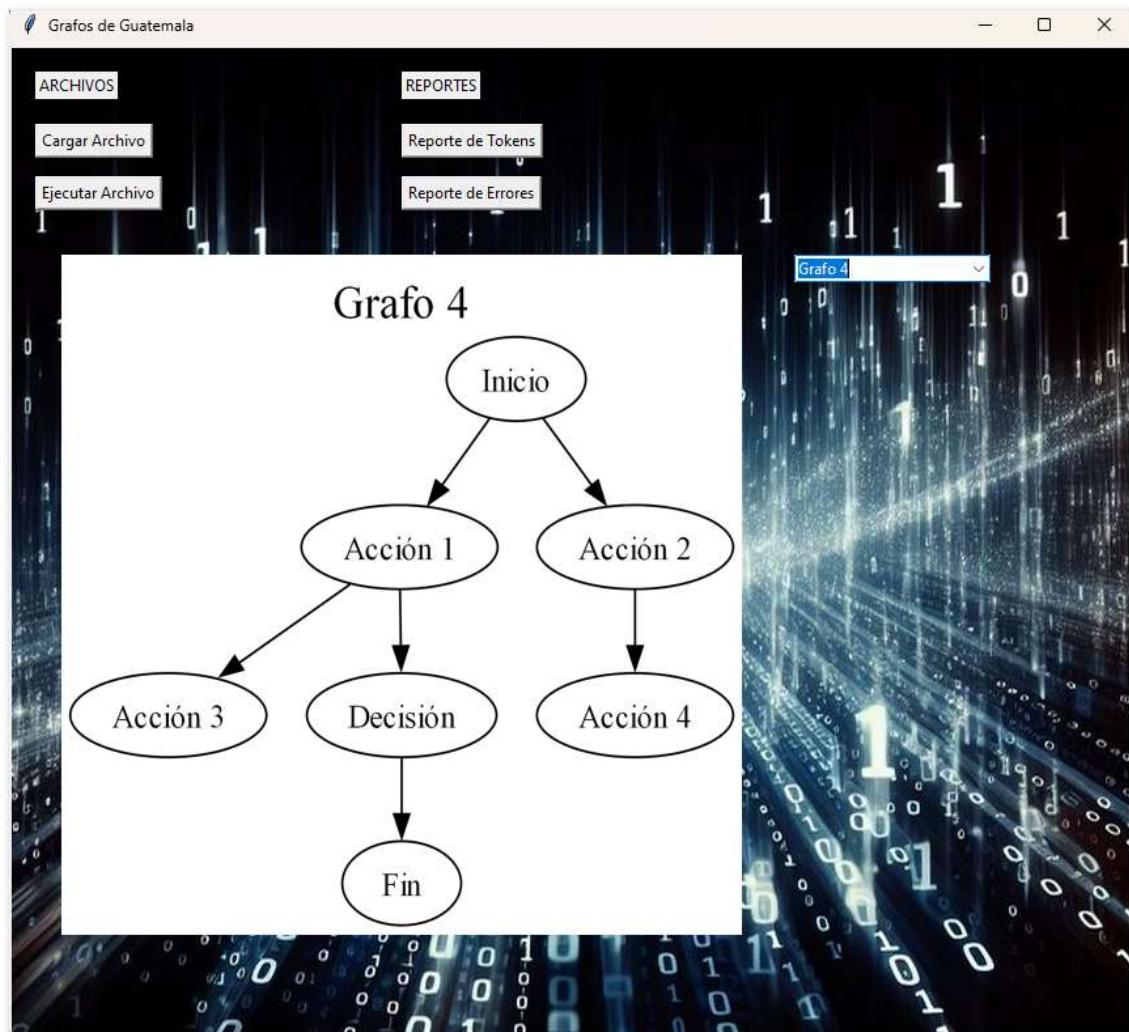 Grafos de Guatemala
ARCHIVOS
REPORTES
Cargar Archivo
Reporte de Tokens
Ejecutar Archivo
Reporte de Errores
Grafo 4
Grafo 4
Inicio
Acción 1
Acción 2
Acción 3
Decisión
Acción 4
Fin